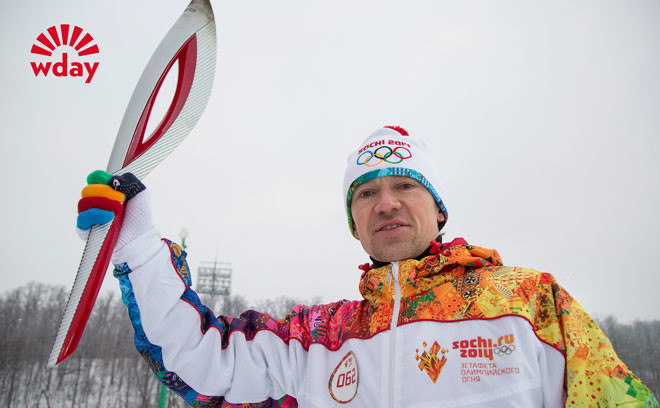 wday
SOCHI 2014
sochi.ru
2014
ЭСТАФЕТА
ОЛИМПИЙСКОГО
ОГНЯ
062